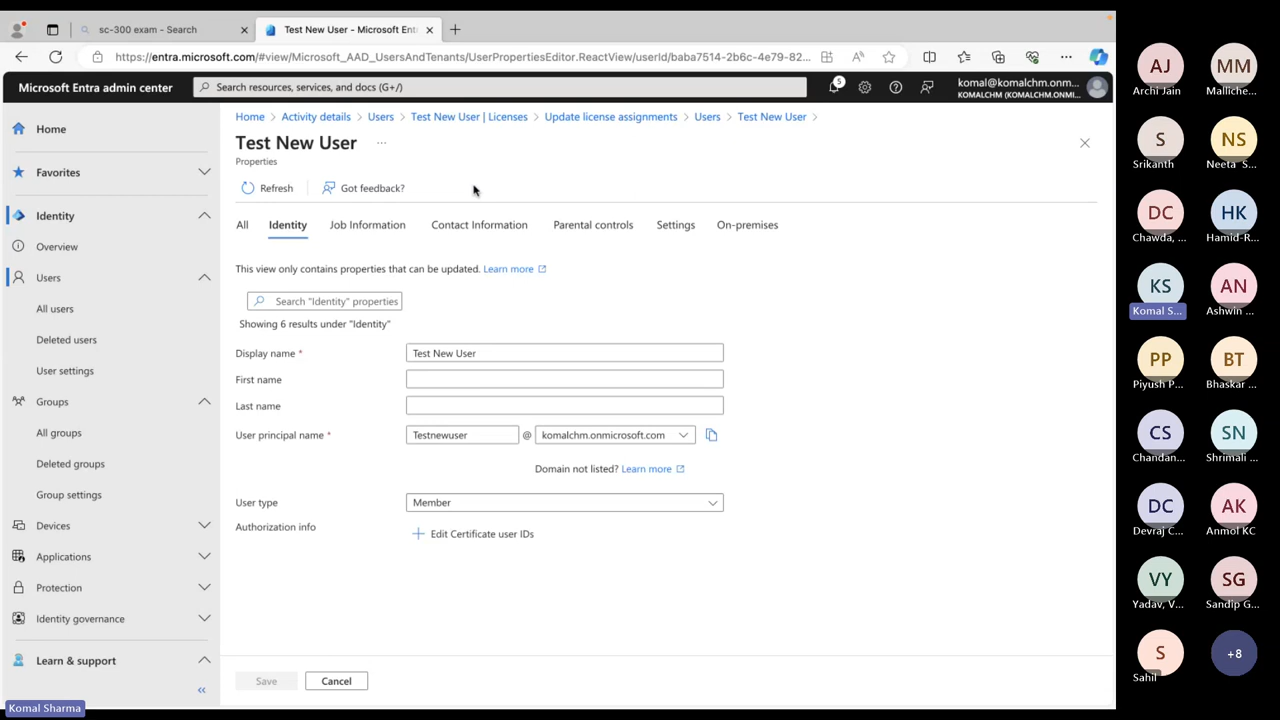 sc-300 exam - Search
Test New User - Microsoft Ent
https://entra.microsoft.com/#view/Microsoft_AAD_UsersAndTenants/UserPropertiesEditor.ReactView/userId/baba7514-2b6c-4e79-82...
Microsoft Entra admin center
Search resources, services, and docs (G+/)
5
komal@komalchm.onm...
KOMALCHM (KOMALCHM.ONMI...
Home
Favorites
Identity
Overview
Users
All users
Deleted users
User settings
Groups
All groups
Deleted groups
Group settings
Devices
Applications
Protection
Identity governance
Learn & support
Home > Activity details > Users > Test New User | Licenses > Update license assignments > Users > Test New User >
Test New User ...
Properties
Refresh
Got feedback?
All Identity Job Information Contact Information Parental controls Settings On-premises
This view only contains properties that can be updated. Learn more
Search "Identity" properties
Showing 6 results under "Identity"
Display name * Test New User
First name
Last name
User principal name * Testnewuser @ komalchm.onmicrosoft.com
Domain not listed? Learn more
User type Member
Authorization info
+ Edit Certificate user IDs
Save Cancel
Komal Sharma
AJ
Archi Jain
MM
Malliche...
S
Srikanth
NS
Neeta S...
DC
Chawda, ...
HK
Hamid-R...
KS
Komal S...
AN
Ashwin ...
PP
Piyush P...
BT
Bhaskar ...
CS
Chandan...
SN
Shrimali ...
DC
Devraj C...
AK
Anmol KC
VY
Yadav, V...
SG
Sandip G...
S
Sahil
+8